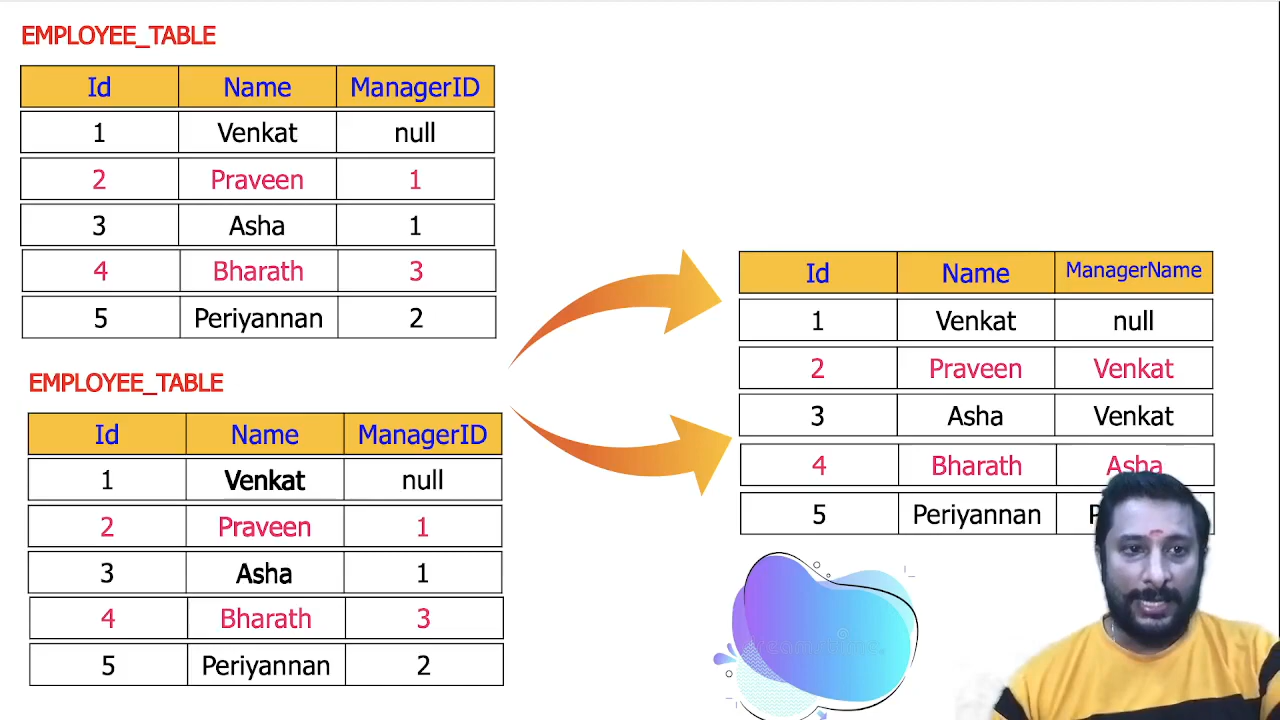 EMPLOYEE_TABLE
Id Name ManagerID
1 Venkat null
2 Praveen 1
3 Asha 1
4 Bharath 3
5 Periyannan 2
EMPLOYEE_TABLE
Id Name ManagerID
1 Venkat null
2 Praveen 1
3 Asha 1
4 Bharath 3
5 Periyannan 2
Id Name ManagerName
1 Venkat null
2 Praveen Venkat
3 Asha Venkat
4 Bharath Asha
5 Periyannan